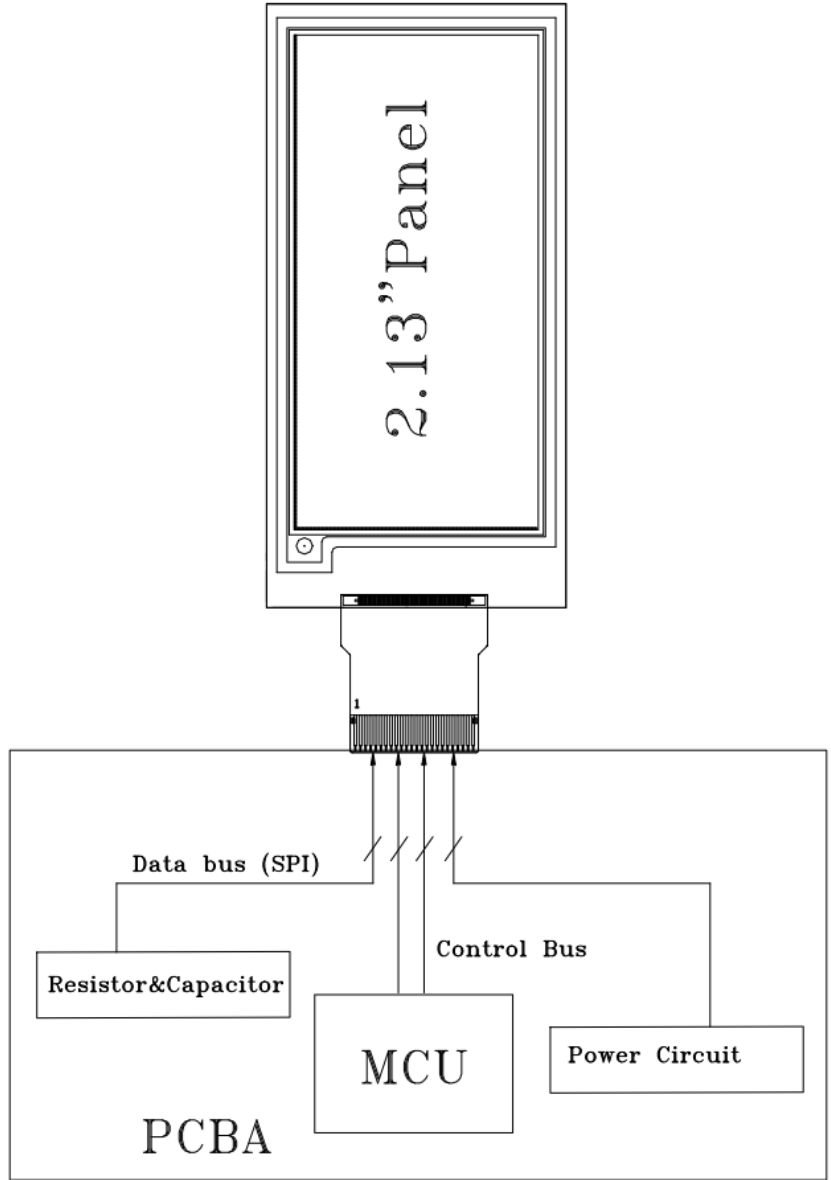 2.13”Panel
1
Data bus (SPI)
Control Bus
Resistor&Capacitor
MCU
Power Circuit
PCBA